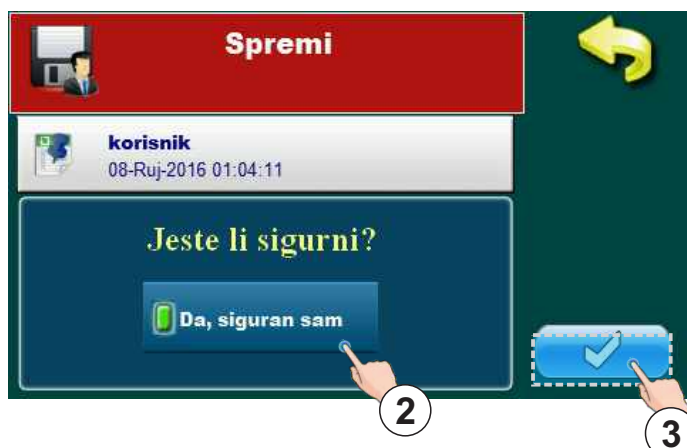 Spremi
korisnik
08-Ruj-2016 01:04:11
Jeste li sigurni?
Da, siguran sam
2
3